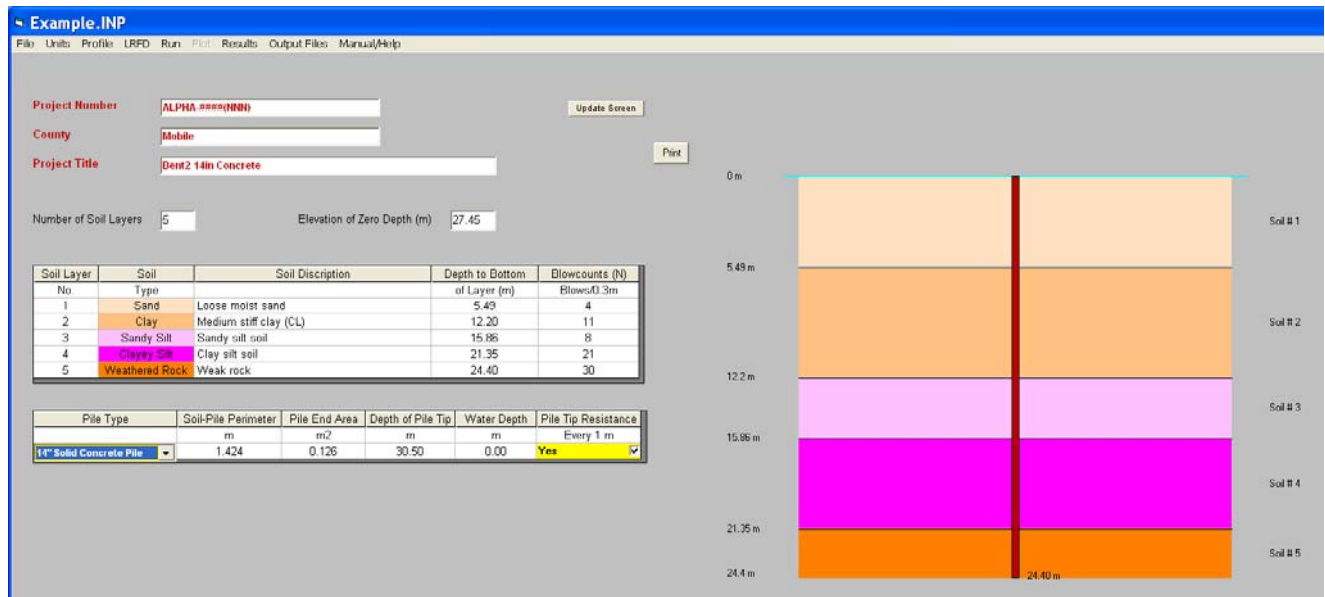 Example.INP
File Units Profile LRFD Run Plot Results Output Files Manual/Help
Project Number ALPHA-####(NNN) Update Screen
County Mobile
Print
Project Title Bent2 14in Concrete
Number of Soil Layers 5 Elevation of Zero Depth (m) 27.45
Soil Layer Soil Soil Discription Depth to Bottom Blowcounts (N)
No. Type of Layer (m) Blows/0.3m
1 Sand Loose moist sand 5.49 4
2 Clay Medium stiff clay (CL) 12.20 11
3 Sandy Silt Sandy silt soil 15.86 8
4 Clayey Silt Clay silt soil 21.35 21
5 Weathered Rock Weak rock 24.40 30
Pile Type Soil-Pile Perimeter Pile End Area Depth of Pile Tip Water Depth Pile Tip Resistance
m m2 m m Every 1 m
14" Solid Concrete Pile 1.424 0.126 30.50 0.00 Yes
0 m
Soil # 1
5.49 m
Soil # 2
12.2 m
Soil # 3
15.86 m
Soil # 4
21.35 m
Soil # 5
24.4 m 24.40 m